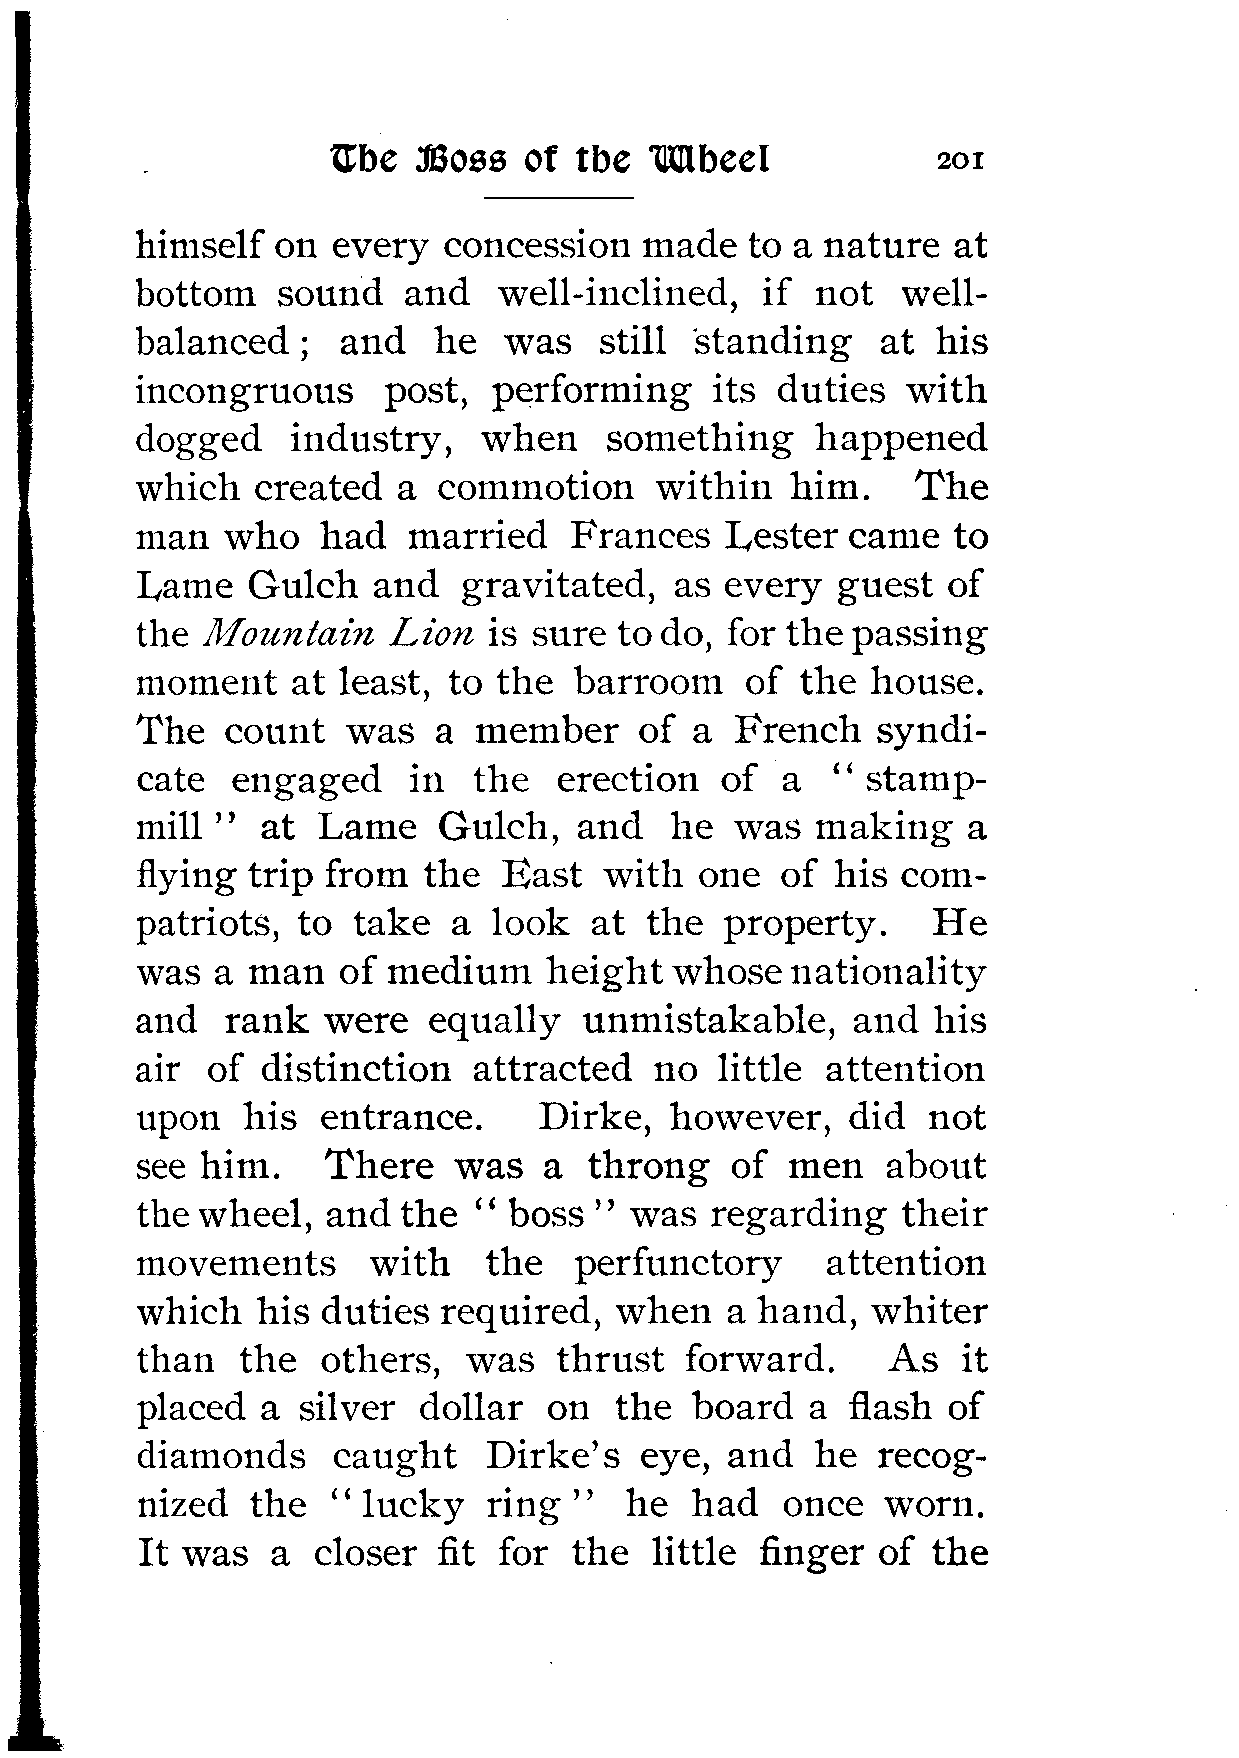 The Boss of the Wheel 201
himself on every concession made to a nature at
bottom sound and well-inclined, if not well-
balanced; and he was still standing at his
incongruous post, performing its duties with
dogged industry, when something happened
which created a commotion within him. The
man who had married Frances Lester came to
Lame Gulch and gravitated, as every guest of
the Mountain Lion is sure to do, for the passing
moment at least, to the barroom of the house.
The count was a member of a French syndi-
cate engaged in the erection of a " stamp-
mill " at Lame Gulch, and he was making a
flying trip from the East with one of his com-
patriots, to take a look at the property. He
was a man of medium height whose nationality
and rank were equally unmistakable, and his
air of distinction attracted no little attention
upon his entrance. Dirke, however, did not
see him. There was a throng of men about
the wheel, and the " boss " was regarding their
movements with the perfunctory attention
which his duties required, when a hand, whiter
than the others, was thrust forward. As it
placed a silver dollar on the board a flash of
diamonds caught Dirke's eye, and he recog-
nized the " lucky ring " he had once worn.
It was a closer fit for the little finger of the